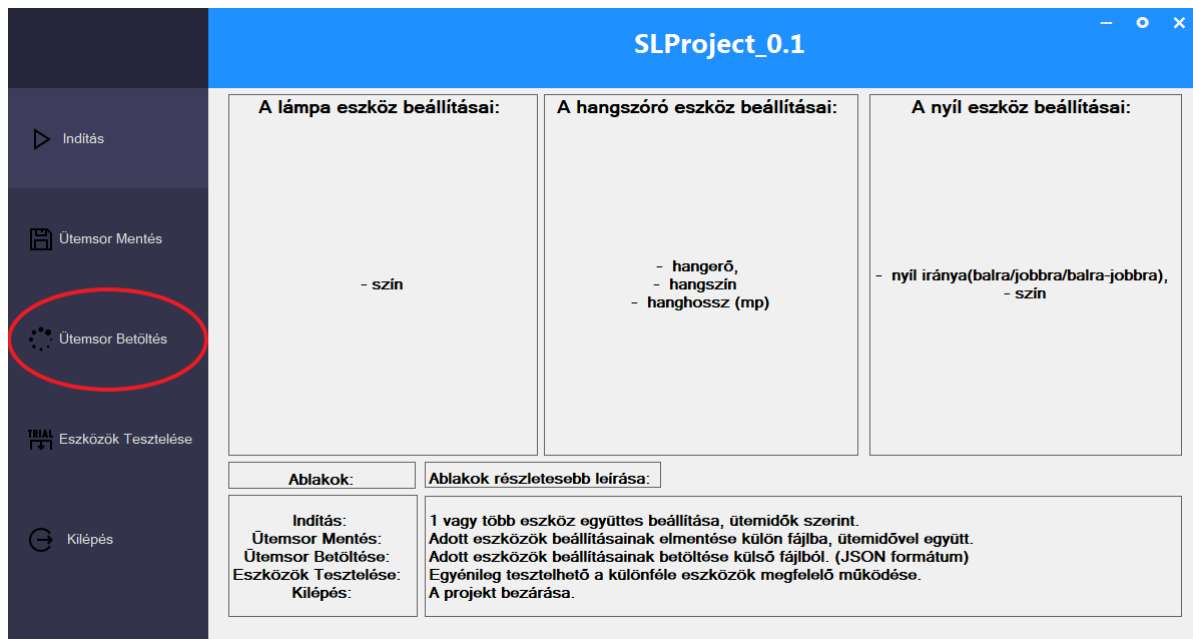 SLProject_0.1
Indítás
Ütemsor Mentés
Ütemsor Betöltés
TRIAL
Eszközök Tesztelése
Kilépés
A lámpa eszköz beállításai:
- szín
A hangszóró eszköz beállításai:
- hangerő,
- hangszín
- hanghossz (mp)
A nyíl eszköz beállításai:
- nyíl iránya(balra/jobbra/balra-jobbra),
- szín
Ablakok:
Ablakok részletesebb leírása:
Indítás:
1 vagy több eszköz együttes beállítása, ütemidők szerint.
Ütemsor Mentés:
Adott eszközök beállításainak elmentése külön fájlba, ütemidővel együtt.
Ütemsor Betöltése:
Adott eszközök beállításainak betöltése külső fájlból. (JSON formátum)
Eszközök Tesztelése:
Egyénileg tesztelhető a különféle eszközök megfelelő működése.
Kilépés:
A projekt bezárása.